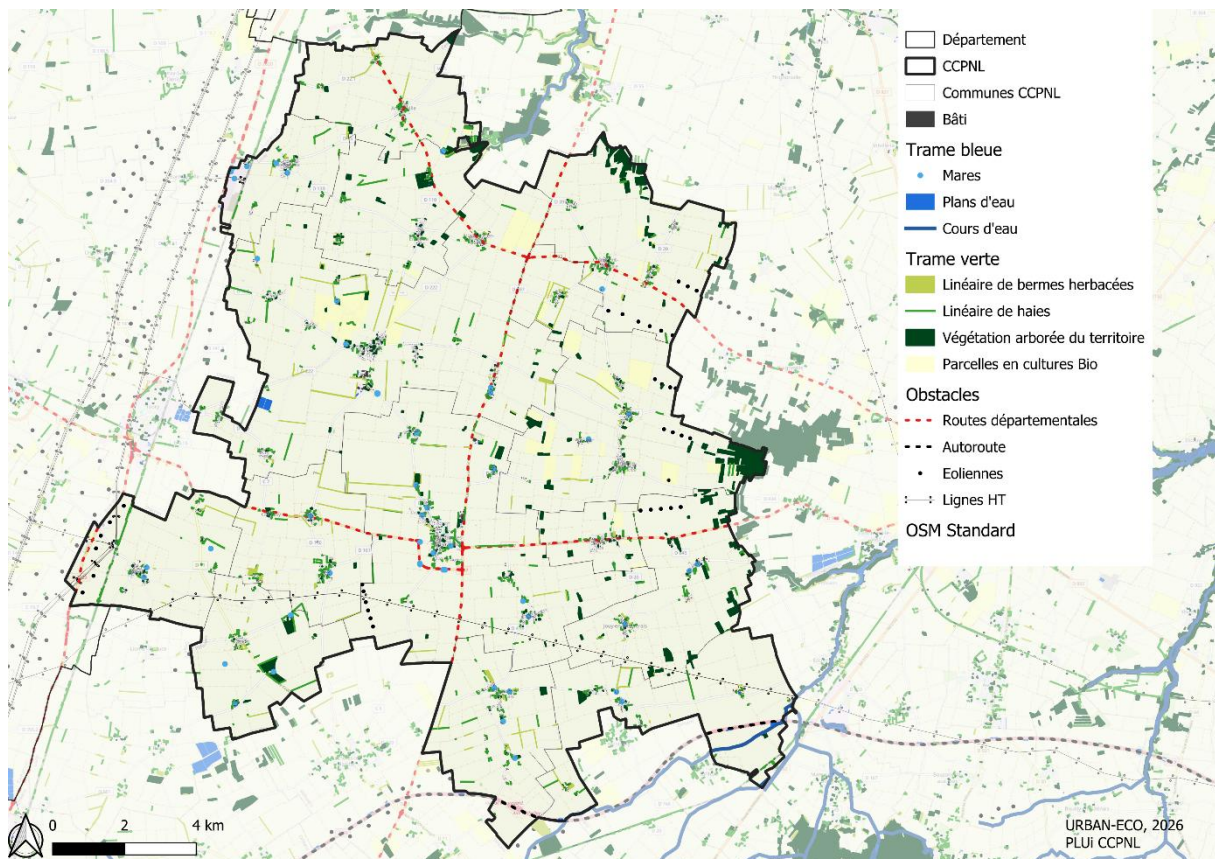 Département
CCPNL
Communes CCPNL
Bâti
Trame bleue
Mares
Plans d'eau
Cours d'eau
Trame verte
Linéaire de bermes herbacées
Linéaire de haies
Végétation arborée du territoire
Parcelles en cultures Bio
Obstacles
Routes départementales
Autoroute
Eoliennes
Lignes HT
OSM Standard
0 2 4 km
URBAN-ECO, 2026
PLUi CCPNL